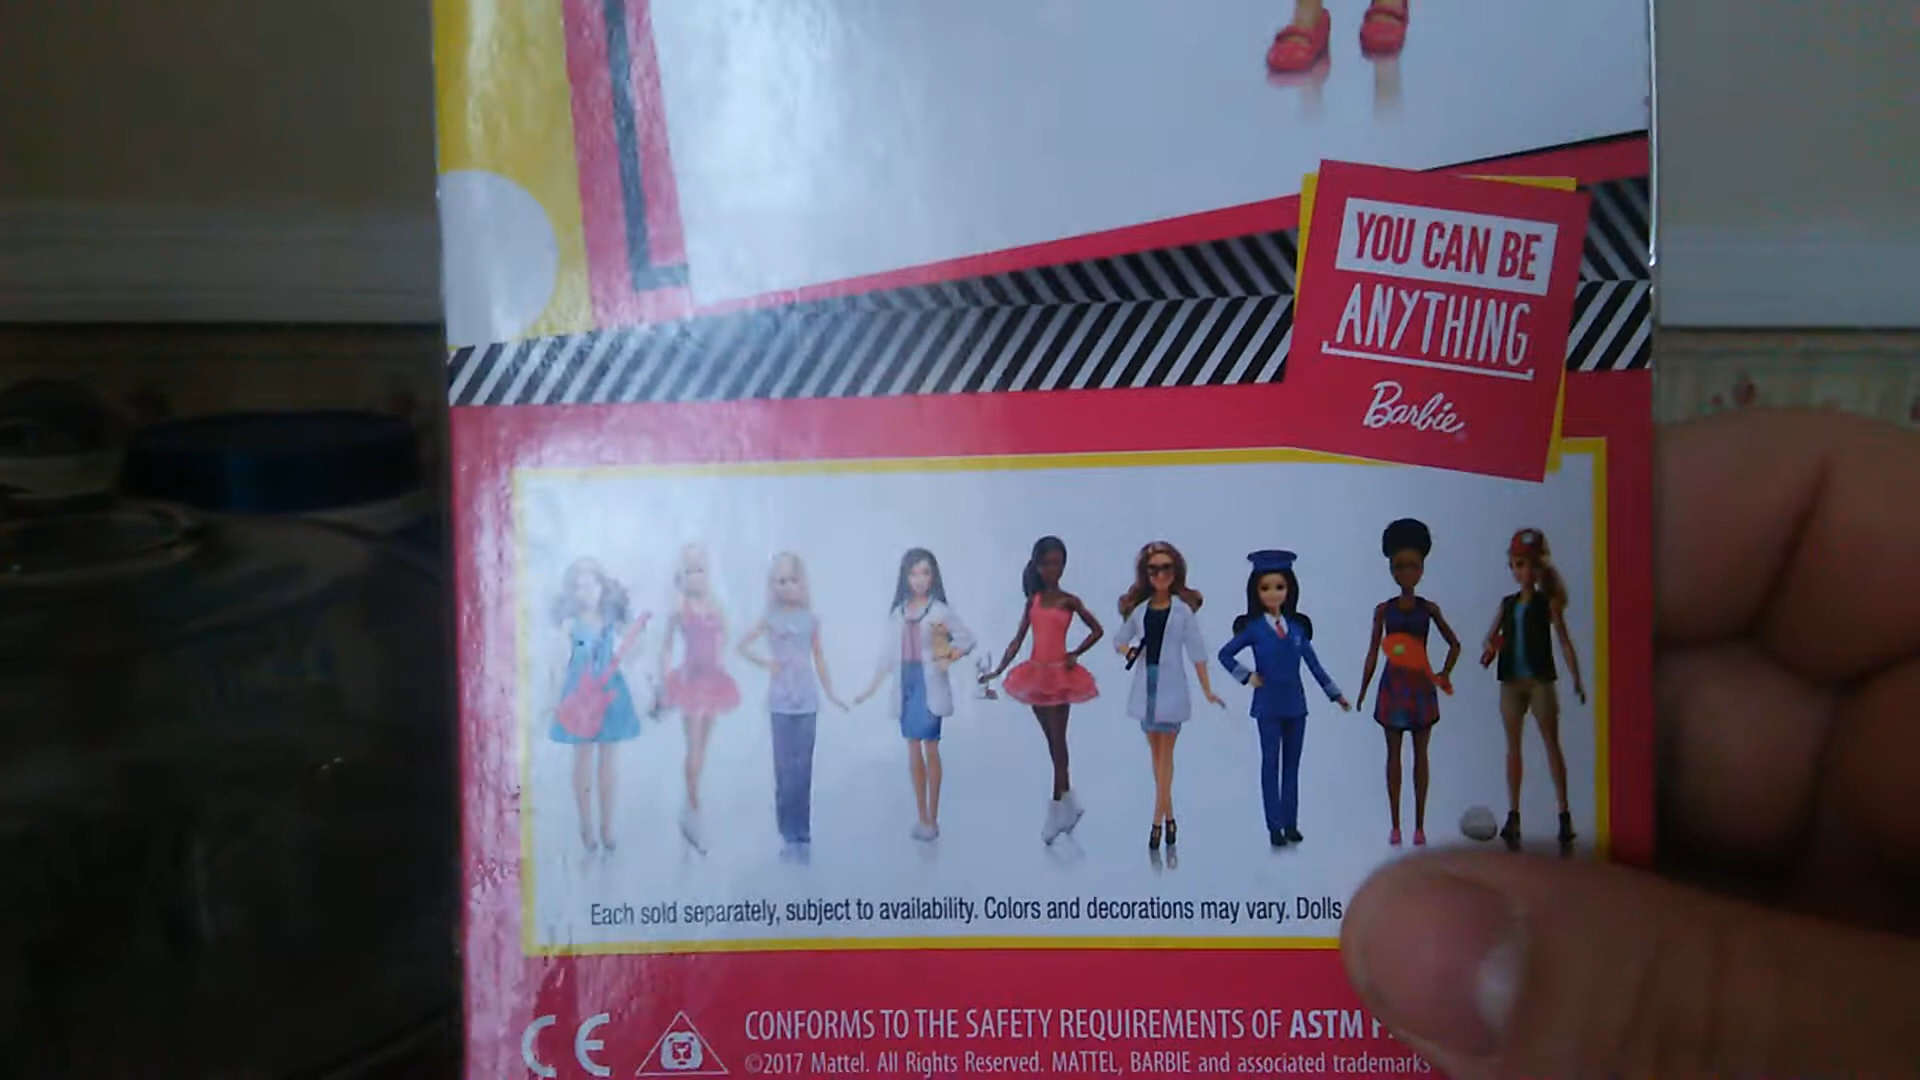 YOU CAN BE
ANYTHING
Barbie
Each sold separately, subject to availability. Colors and decorations may vary. Dolls
CE
CONFORMS TO THE SAFETY REQUIREMENTS OF ASTM
©2017 Mattel. All Rights Reserved. MATTEL, BARBIE and associated trademarks